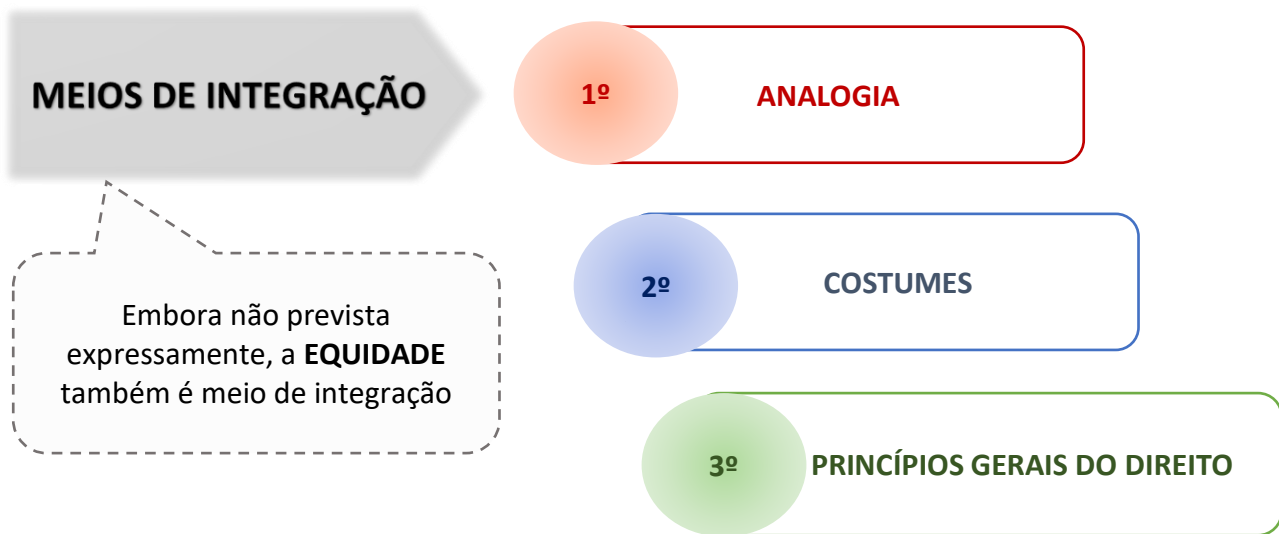 MEIOS DE INTEGRAÇÃO
Embora não prevista
expressamente, a EQUIDADE
também é meio de integração
1º
ANALOGIA
2º
COSTUMES
3º
PRINCÍPIOS GERAIS DO DIREITO